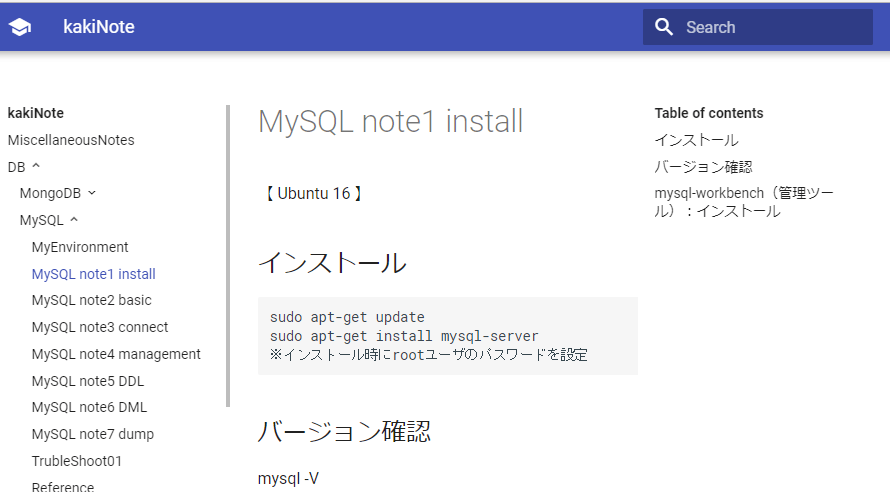 kakiNote
Search
kakiNote
MiscellaneousNotes
DB
MongoDB
MySQL
MyEnvironment
MySQL note1 install
MySQL note2 basic
MySQL note3 connect
MySQL note4 management
MySQL note5 DDL
MySQL note6 DML
MySQL note7 dump
TrubleShoot01
Reference
MySQL note1 install
【 Ubuntu 16 】
インストール
sudo apt-get update
sudo apt-get install mysql-server
※インストール時にrootユーザのパスワードを設定
バージョン確認
mysql -V
Table of contents
インストール
バージョン確認
mysql-workbench（管理ツー
ル）：インストール